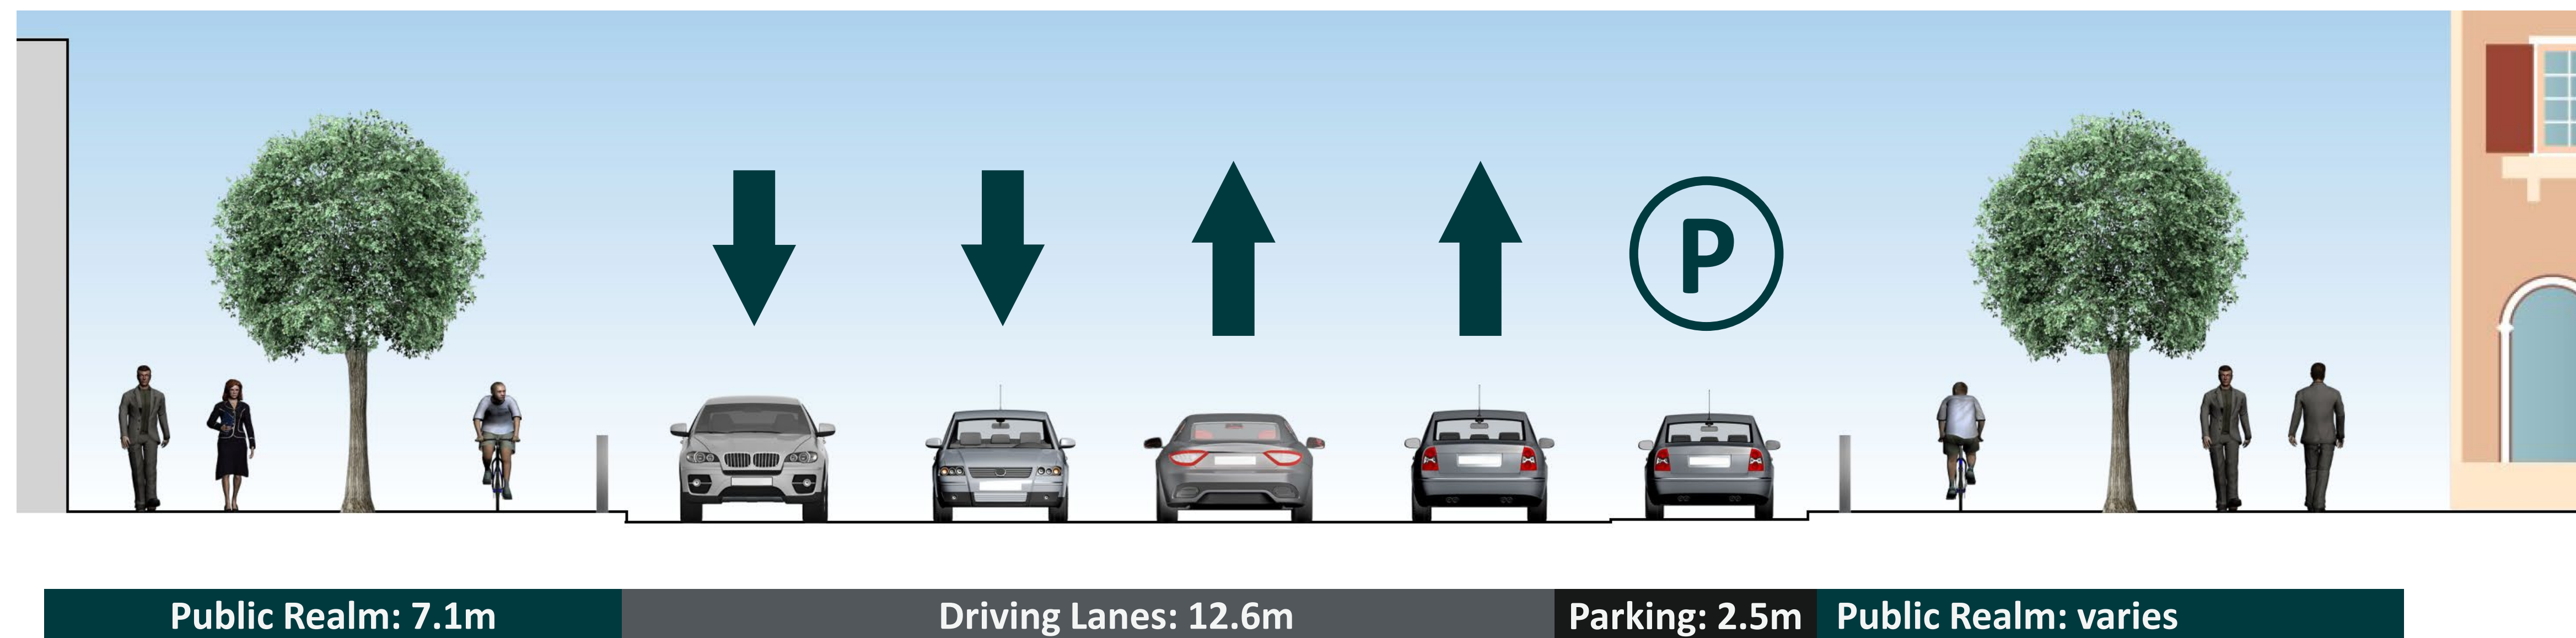 P
Public Realm: 7.1m
Driving Lanes: 12.6m
Parking: 2.5m
Public Realm: varies